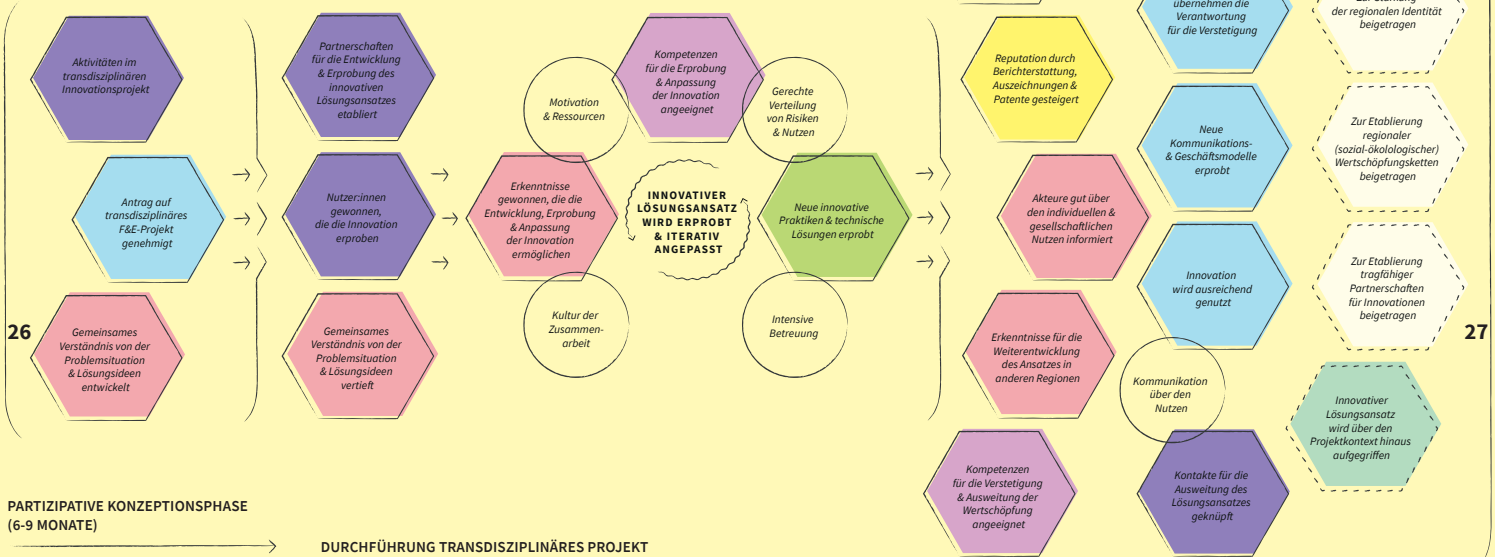 Aktivitäten im
transdisziplinären
Innovationsprojekt
Antrag auf
transdisziplinäres
F&E-Projekt
genehmigt
26
Gemeinsames
Verständnis von der
Problemsituation
& Lösungsideen
entwickelt
Partnerschaften
für die Entwicklung
& Erprobung des
innovativen
Lösungsansatzes
etabliert
Nutzer:innen
gewonnen,
die die Innovation
erproben
Gemeinsames
Verständnis von der
Problemsituation
& Lösungsideen
vertieft
Motivation
& Ressourcen
Kompetenzen
für die Erprobung
& Anpassung
der Innovation
angeeignet
Gerechte
Verteilung
von Risiken
& Nutzen
Erkenntnisse
gewonnen, die die
Entwicklung, Erprobung
& Anpassung
der Innovation
ermöglichen
INNOVATIVER
LÖSUNGSANSATZ
WIRD ERPROBT
& ITERATIV
ANGEPASST
Neue innovative
Praktiken & technische
Lösungen erprobt
Kultur der
Zusammen-
arbeit
Intensive
Betreuung
Reputation durch
Berichterstattung,
Auszeichnungen &
Patente gesteigert
Akteure gut über
den individuellen &
gesellschaftlichen
Nutzen informiert
Erkenntnisse für die
Weiterentwicklung
des Ansatzes in
anderen Regionen
Kompetenzen
für die Verstetigung
& Ausweitung der
Wertschöpfung
angeeignet
übernehmen die
Verantwortung
für die Verstetigung
Neue
Kommunikations-
& Geschäftsmodelle
erprobt
Innovation
wird ausreichend
genutzt
Kommunikation
über den
Nutzen
Kontakte für die
Ausweitung des
Lösungsansatzes
geknüpft
der regionalen Identität
beigetragen
Zur Etablierung
regionaler
(sozial-ökolologischer)
Wertschöpfungsketten
beigetragen
Zur Etablierung
tragfähiger
Partnerschaften
für Innovationen
beigetragen
27
Innovativer
Lösungsansatz
wird über den
Projektkontext hinaus
aufgegriffen
PARTIZIPATIVE KONZEPTIONSPHASE
(6-9 MONATE)
DURCHFÜHRUNG TRANSDISZIPLINÄRES PROJEKT